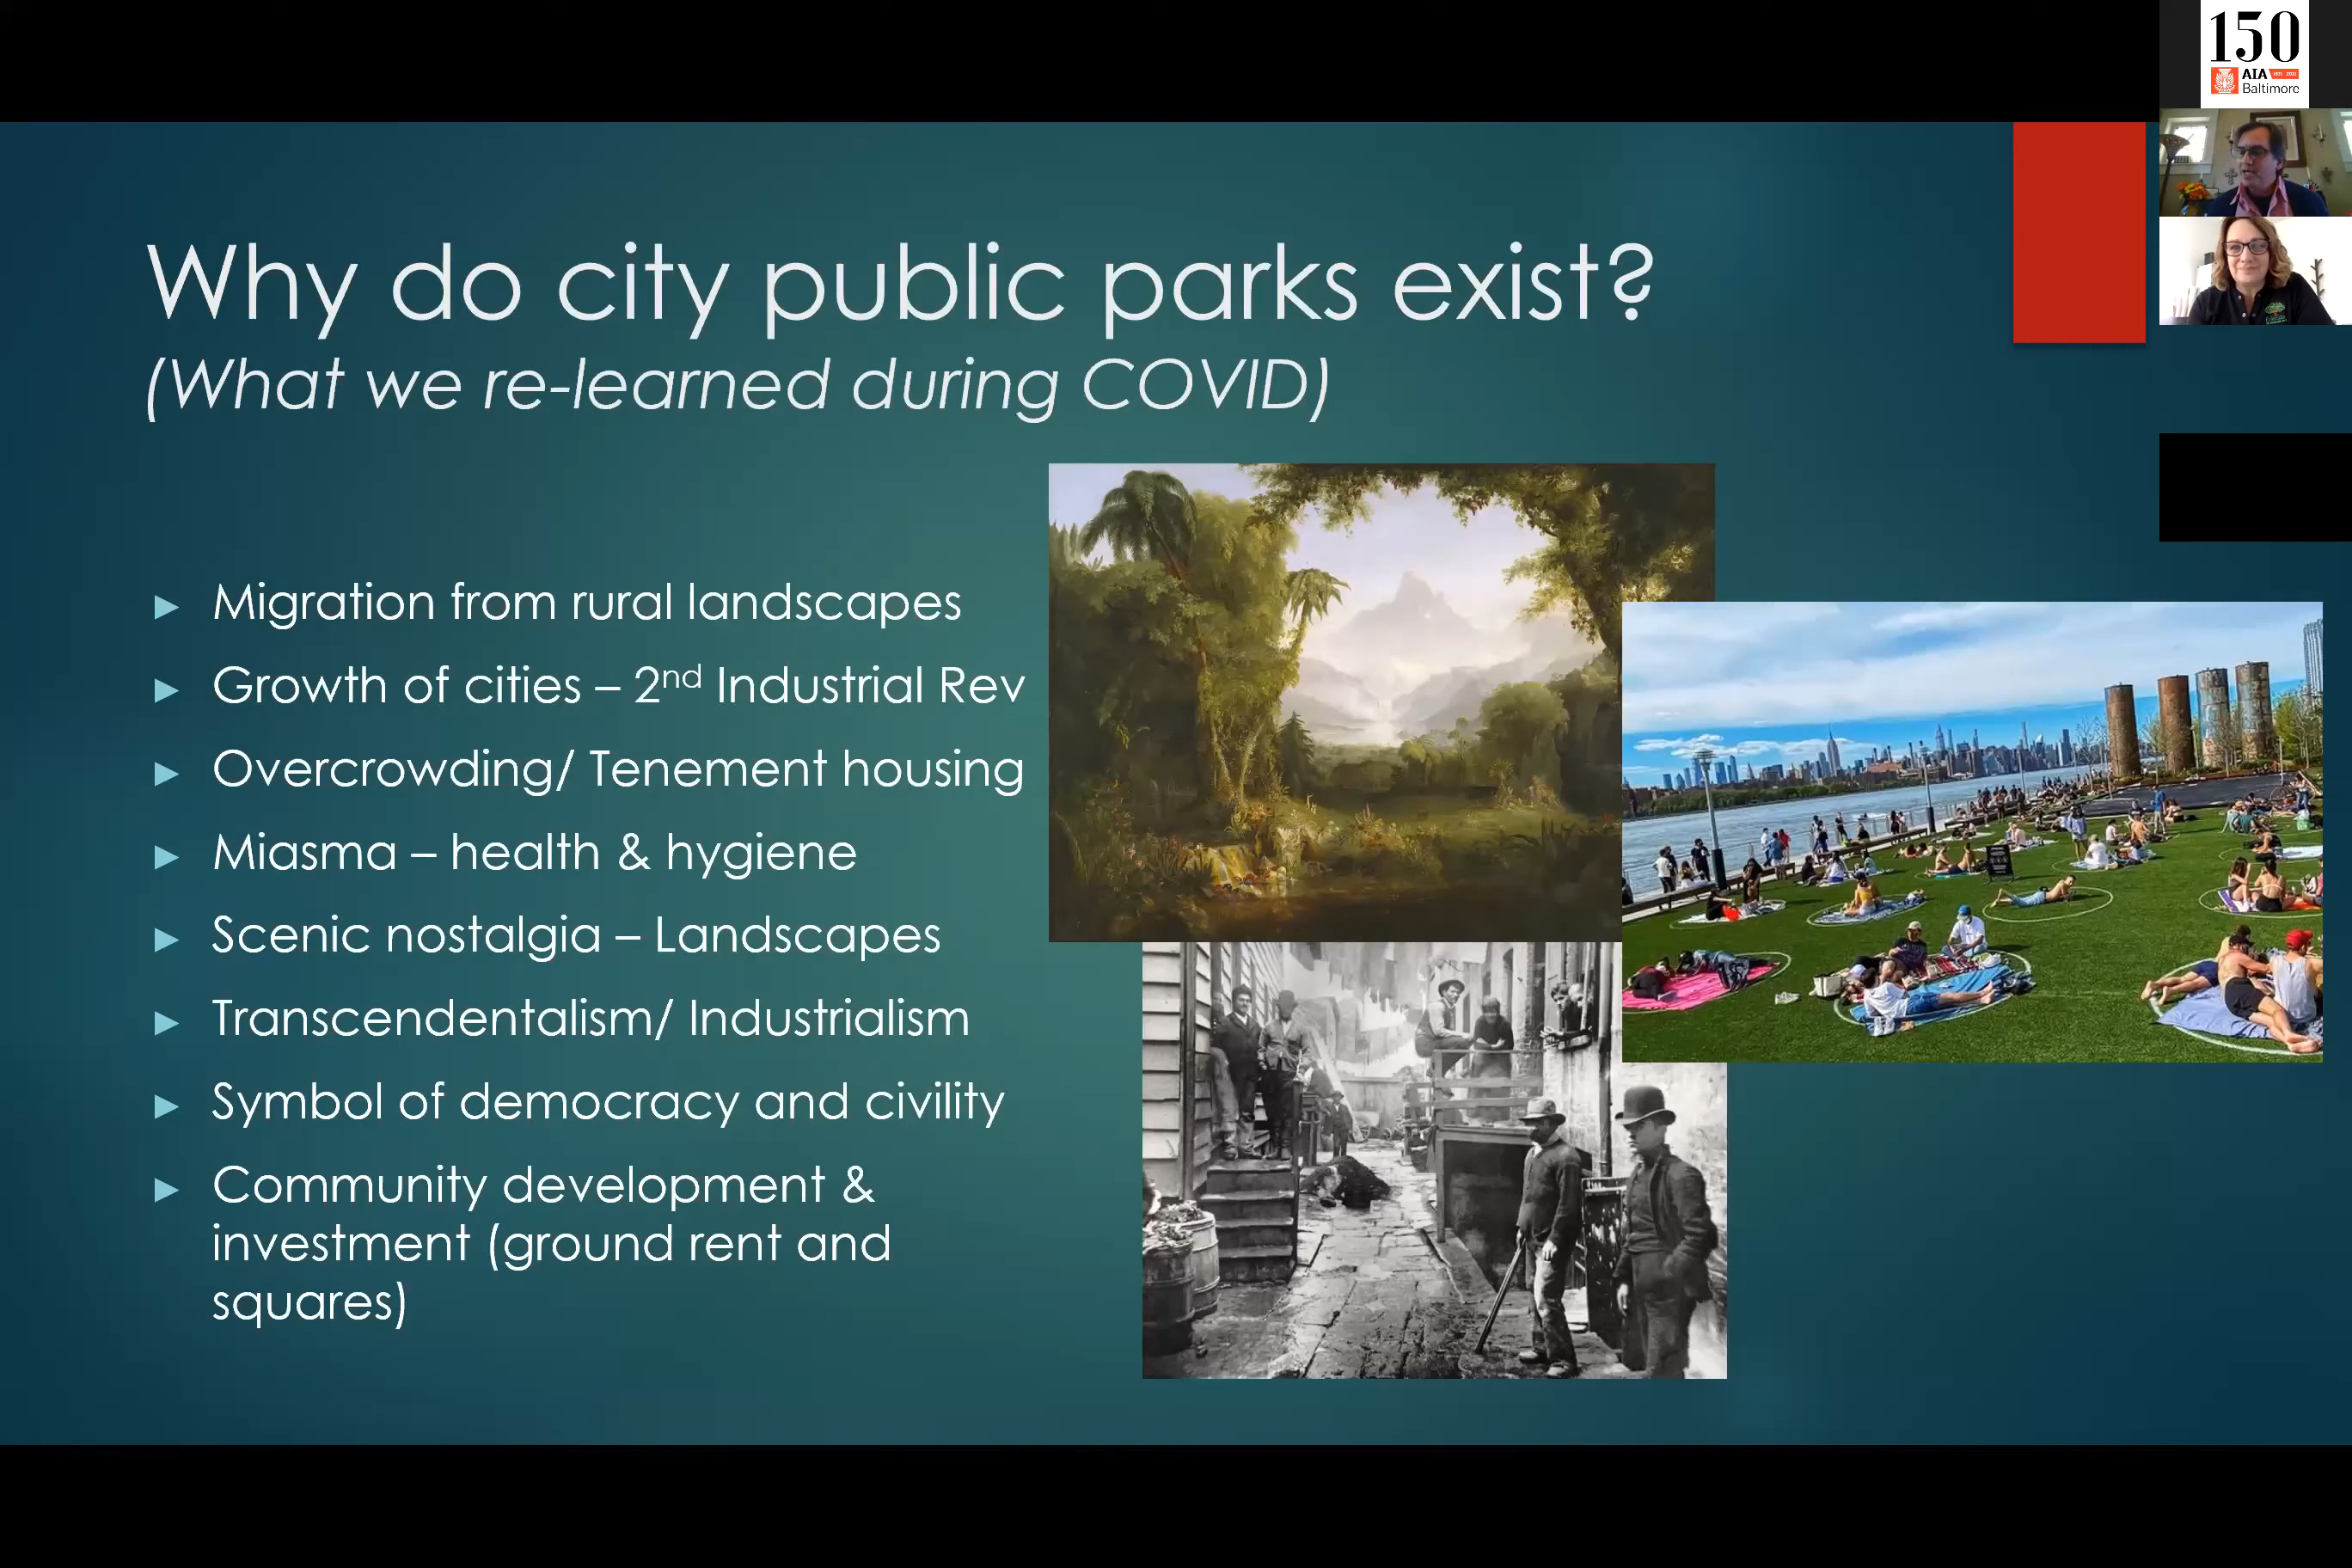 150
AIA
Baltimore
Why do city public parks exist?
(What we re-learned during COVID)
Migration from rural landscapes
Growth of cities – 2nd Industrial Rev
Overcrowding/ Tenement housing
Miasma – health & hygiene
Scenic nostalgia – Landscapes
Transcendentalism/ Industrialism
Symbol of democracy and civility
Community development &
investment (ground rent and
squares)